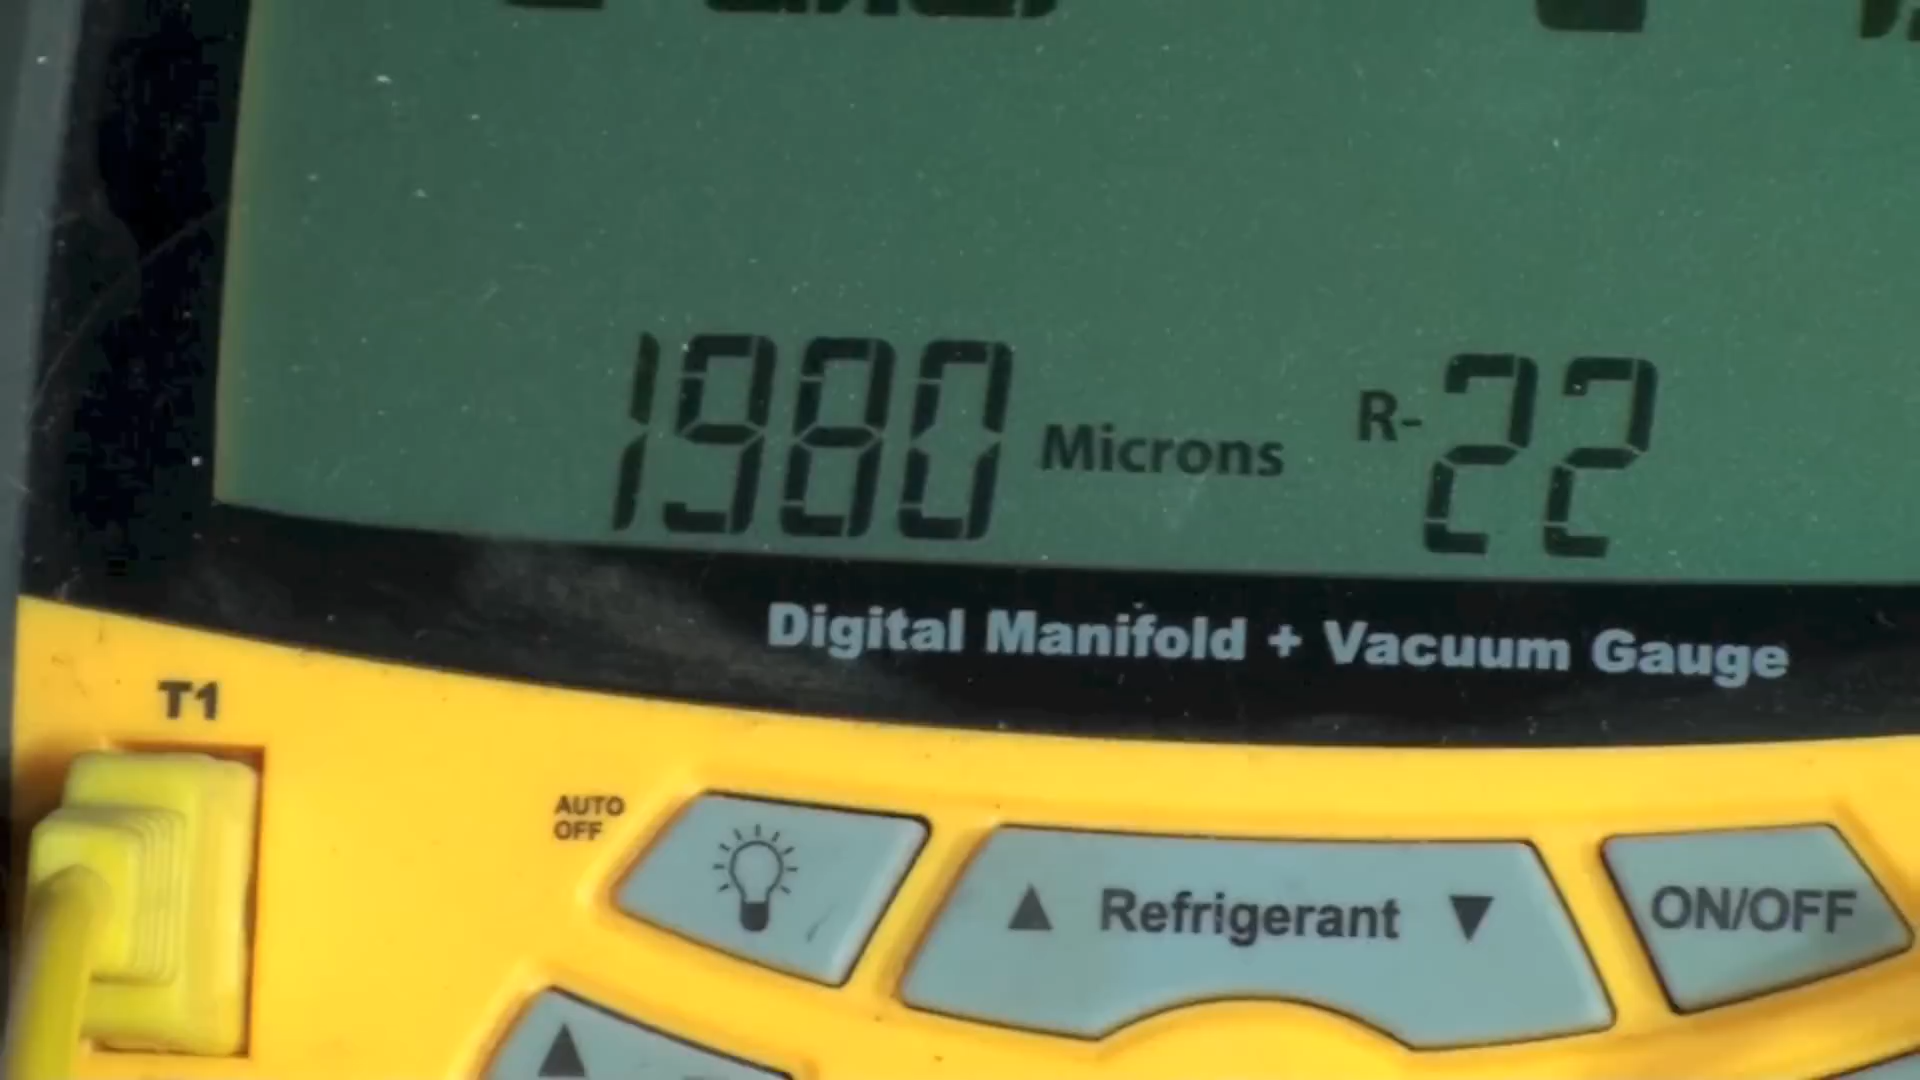 1980 Microns R-22
Digital Manifold + Vacuum Gauge
T1
AUTO
OFF
▲ Refrigerant ▼
ON/OFF
▲